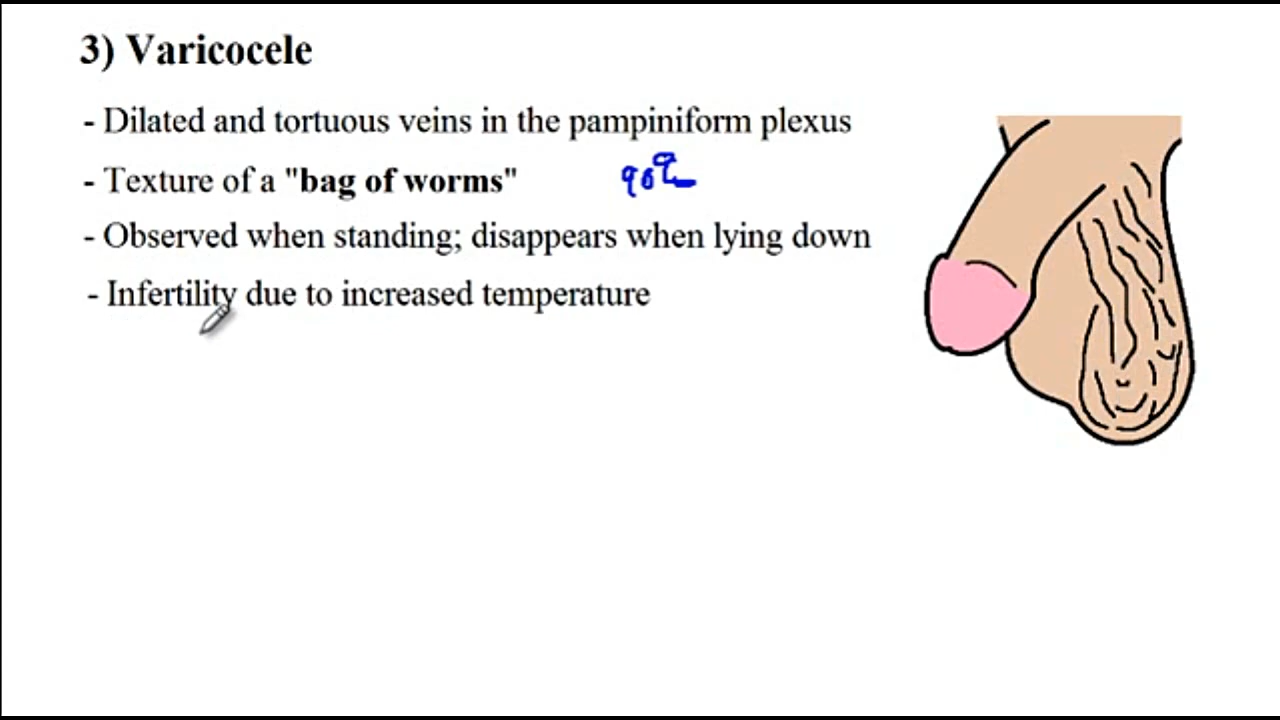 3) Varicocele
- Dilated and tortuous veins in the pampiniform plexus
- Texture of a "bag of worms"
- Observed when standing; disappears when lying down
- Infertility due to increased temperature